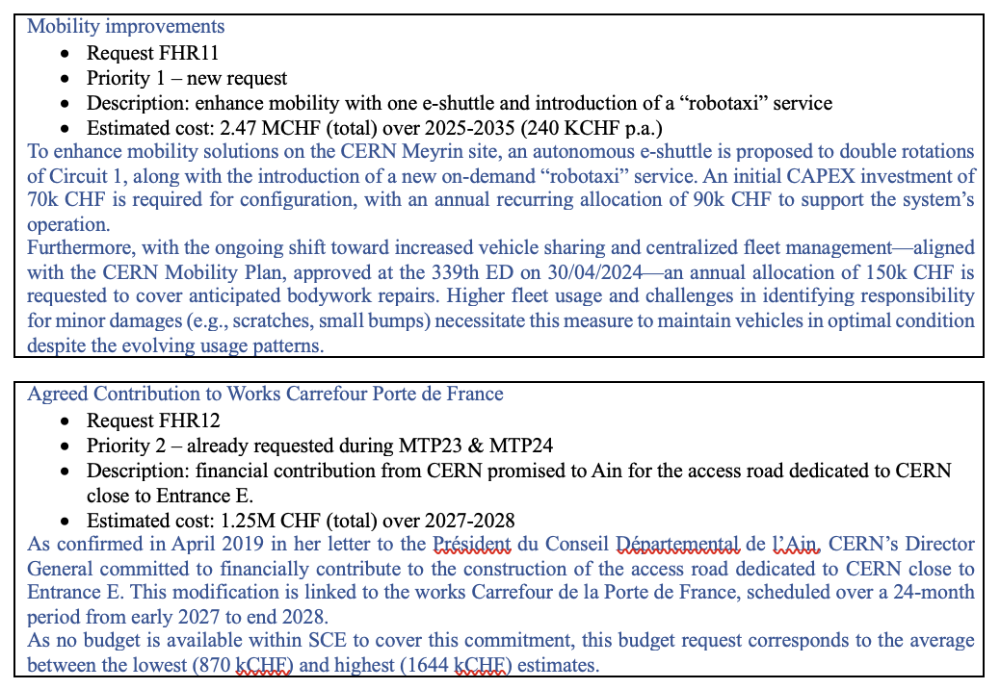 Mobility improvements
• Request FHR11
• Priority 1 – new request
• Description: enhance mobility with one e-shuttle and introduction of a “robotaxi” service
• Estimated cost: 2.47 MCHF (total) over 2025-2035 (240 KCHF p.a.)
To enhance mobility solutions on the CERN Meyrin site, an autonomous e-shuttle is proposed to double rotations
of Circuit 1, along with the introduction of a new on-demand “robotaxi” service. An initial CAPEX investment of
70k CHF is required for configuration, with an annual recurring allocation of 90k CHF to support the system’s
operation.
Furthermore, with the ongoing shift toward increased vehicle sharing and centralized fleet management—aligned
with the CERN Mobility Plan, approved at the 339th ED on 30/04/2024—an annual allocation of 150k CHF is
requested to cover anticipated bodywork repairs. Higher fleet usage and challenges in identifying responsibility
for minor damages (e.g., scratches, small bumps) necessitate this measure to maintain vehicles in optimal condition
despite the evolving usage patterns.
Agreed Contribution to Works Carrefour Porte de France
• Request FHR12
• Priority 2 – already requested during MTP23 & MTP24
• Description: financial contribution from CERN promised to Ain for the access road dedicated to CERN
close to Entrance E.
• Estimated cost: 1.25M CHF (total) over 2027-2028
As confirmed in April 2019 in her letter to the Président du Conseil Départemental de l’Ain, CERN’s Director
General committed to financially contribute to the construction of the access road dedicated to CERN close to
Entrance E. This modification is linked to the works Carrefour de la Porte de France, scheduled over a 24-month
period from early 2027 to end 2028.
As no budget is available within SCE to cover this commitment, this budget request corresponds to the average
between the lowest (870 kCHF) and highest (1644 kCHF) estimates.